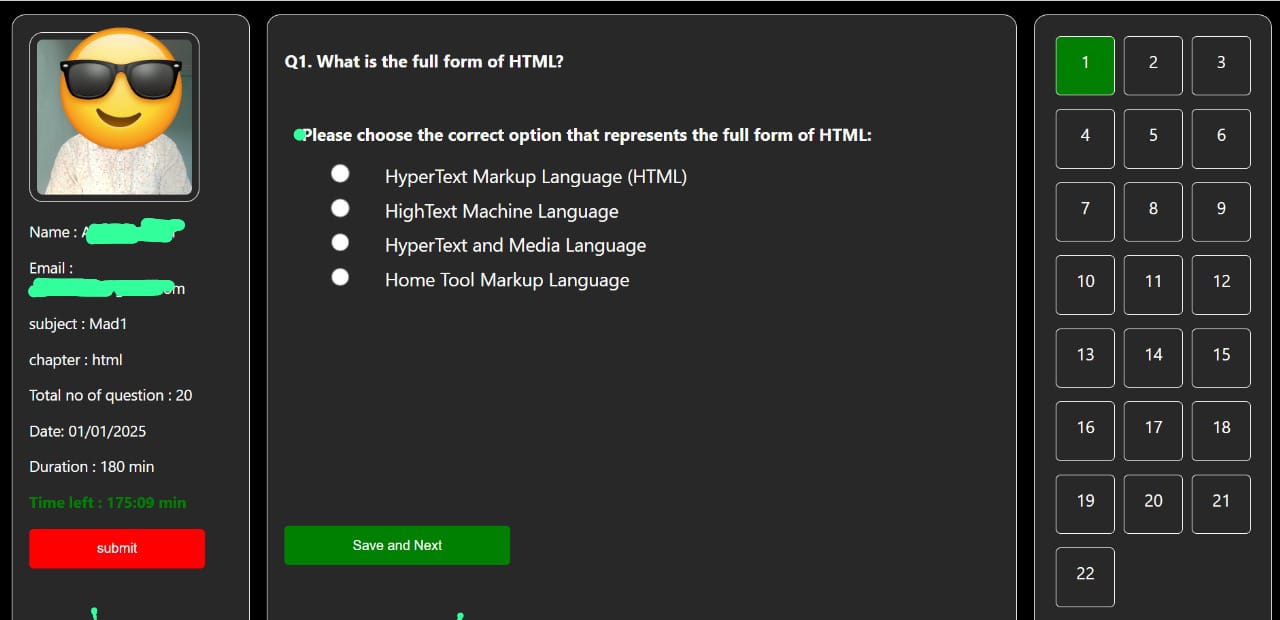 Name :
Email :
subject : Mad1
chapter : html
Total no of question : 20
Date: 01/01/2025
Duration : 180 min
Time left : 175:09 min
submit
Q1. What is the full form of HTML?
Please choose the correct option that represents the full form of HTML:
HyperText Markup Language (HTML)
HighText Machine Language
HyperText and Media Language
Home Tool Markup Language
Save and Next
1 2 3
4 5 6
7 8 9
10 11 12
13 14 15
16 17 18
19 20 21
22